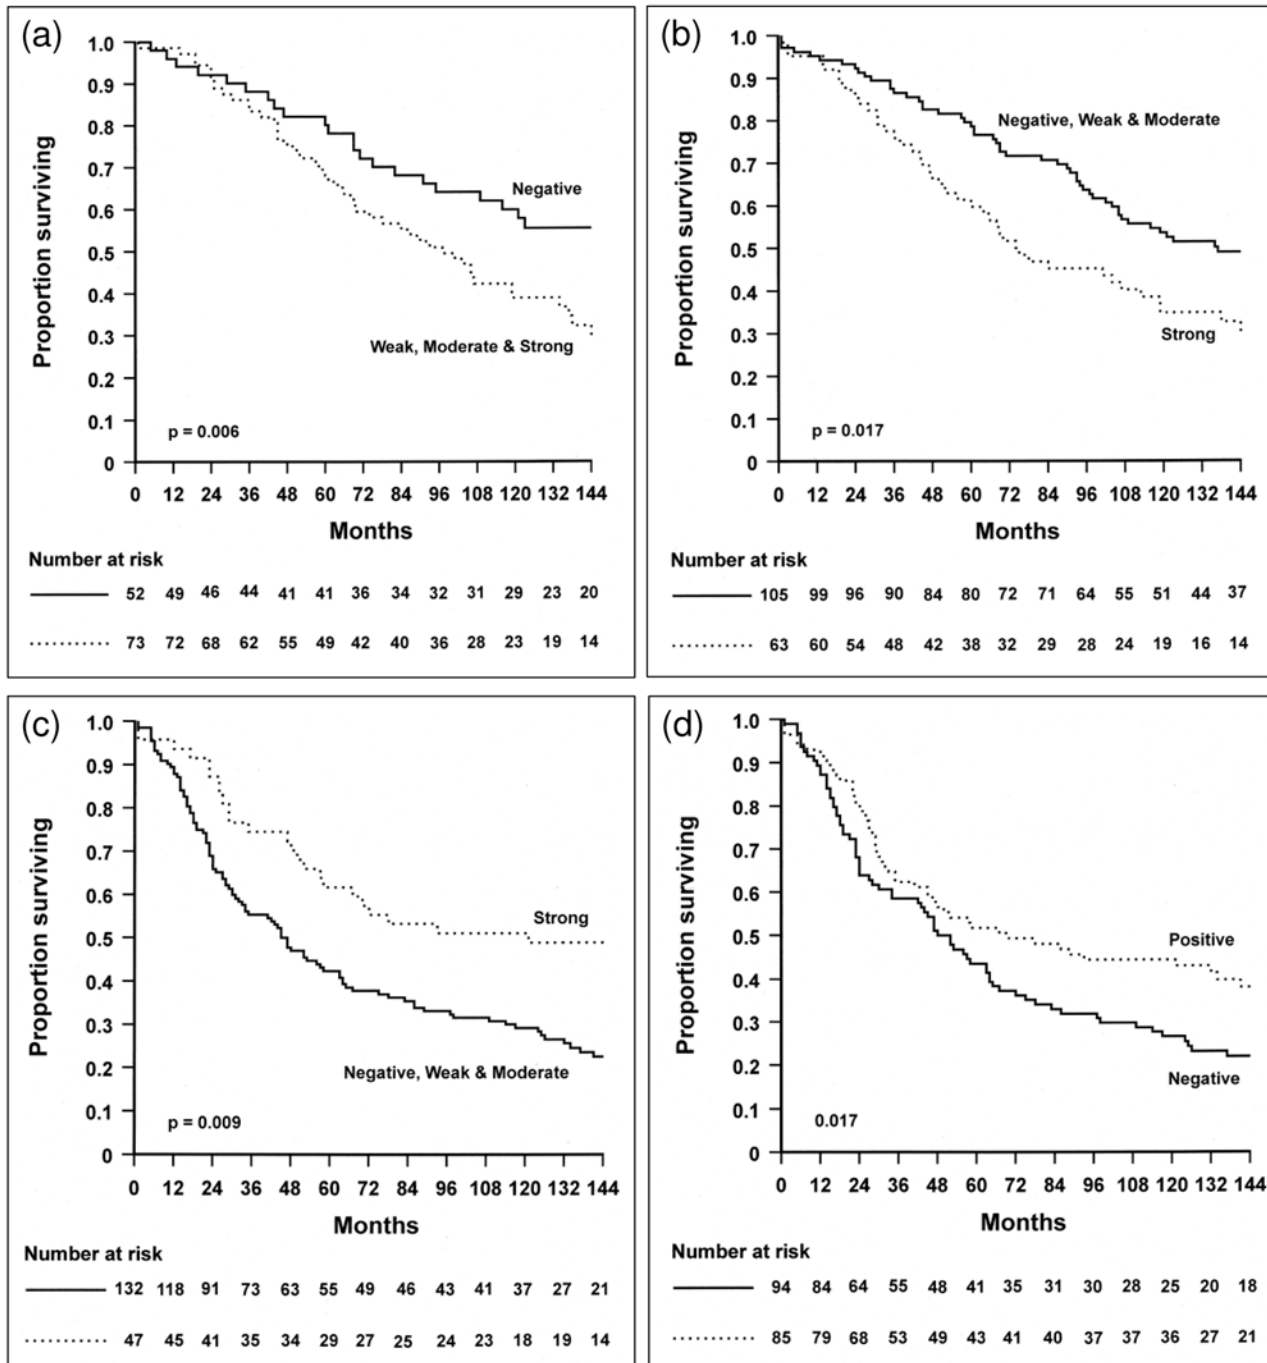 (a)
1.0
0.9
0.8
0.7
0.6
0.5
0.4
0.3
0.2
0.1
0
Proportion surviving
Negative
Weak, Moderate & Strong
p = 0.006
0 12 24 36 48 60 72 84 96 108 120 132 144
Months
Number at risk
52 49 46 44 41 41 36 34 32 31 29 23 20
73 72 68 62 55 49 42 40 36 28 23 19 14
(b)
1.0
0.9
0.8
0.7
0.6
0.5
0.4
0.3
0.2
0.1
0
Proportion surviving
Negative, Weak & Moderate
Strong
p = 0.017
0 12 24 36 48 60 72 84 96 108 120 132 144
Months
Number at risk
105 99 96 90 84 80 72 71 64 55 51 44 37
63 60 54 48 42 38 32 29 28 24 19 16 14
(c)
1.0
0.9
0.8
0.7
0.6
0.5
0.4
0.3
0.2
0.1
0
Proportion surviving
Strong
Negative, Weak & Moderate
p = 0.009
0 12 24 36 48 60 72 84 96 108 120 132 144
Months
Number at risk
132 118 91 73 63 55 49 46 43 41 37 27 21
47 45 41 35 34 29 27 25 24 23 18 19 14
(d)
1.0
0.9
0.8
0.7
0.6
0.5
0.4
0.3
0.2
0.1
0
Proportion surviving
Positive
Negative
0.017
0 12 24 36 48 60 72 84 96 108 120 132 144
Months
Number at risk
94 84 64 55 48 41 35 31 30 28 25 20 18
85 79 68 53 49 43 41 40 37 37 36 27 21